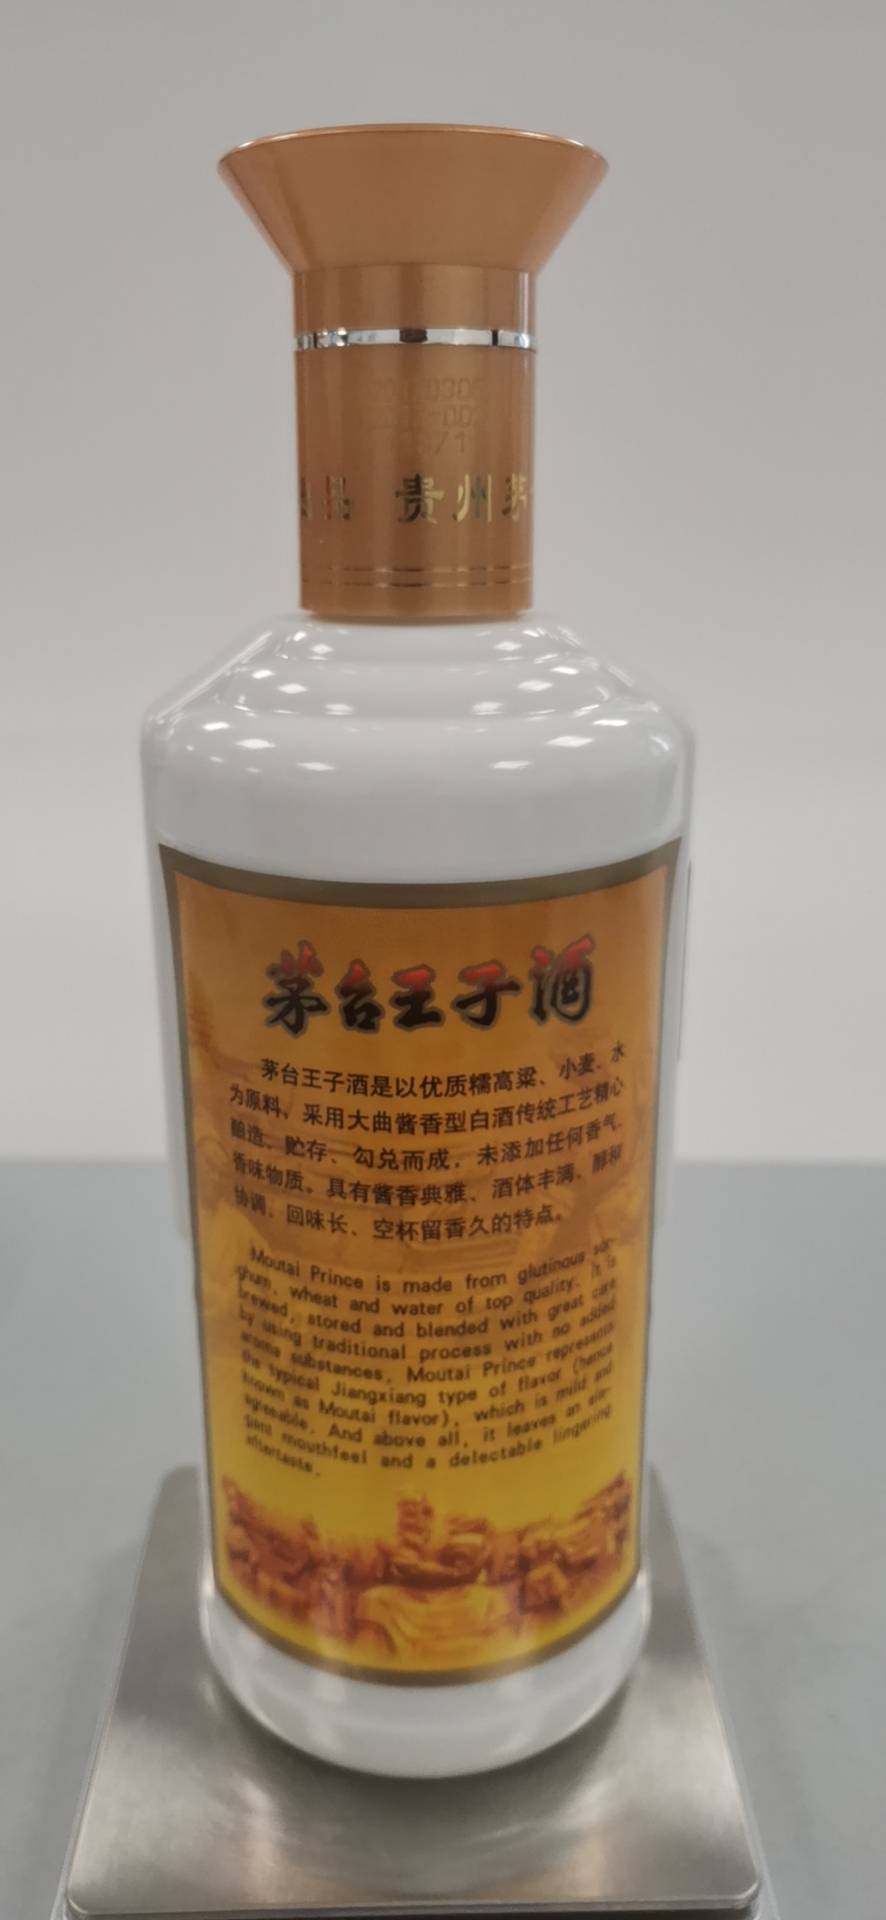 贵州茅
茅台王子酒
茅台王子酒是以优质糯高粱、小麦、水
为原料,采用大曲酱香型白酒传统工艺精心
酿造、贮存、勾兑而成,未添加任何香气、
香味物质。具有酱香典雅、酒体丰满、醇和
协调、回味长、空杯留香久的特点。
Moutai Prince is made from glutinous sor-
ghum, wheat and water of top quality. It is
brewed, stored and blended with great care
by using traditional process with no added
aroma substances. Moutai Prince represents
the typical Jiangxiang type of flavor (hence
known as Moutai flavor), which is mild and
agreeable. And above all, it leaves an ele-
gant mouthfeel and a delectable lingering
aftertaste.